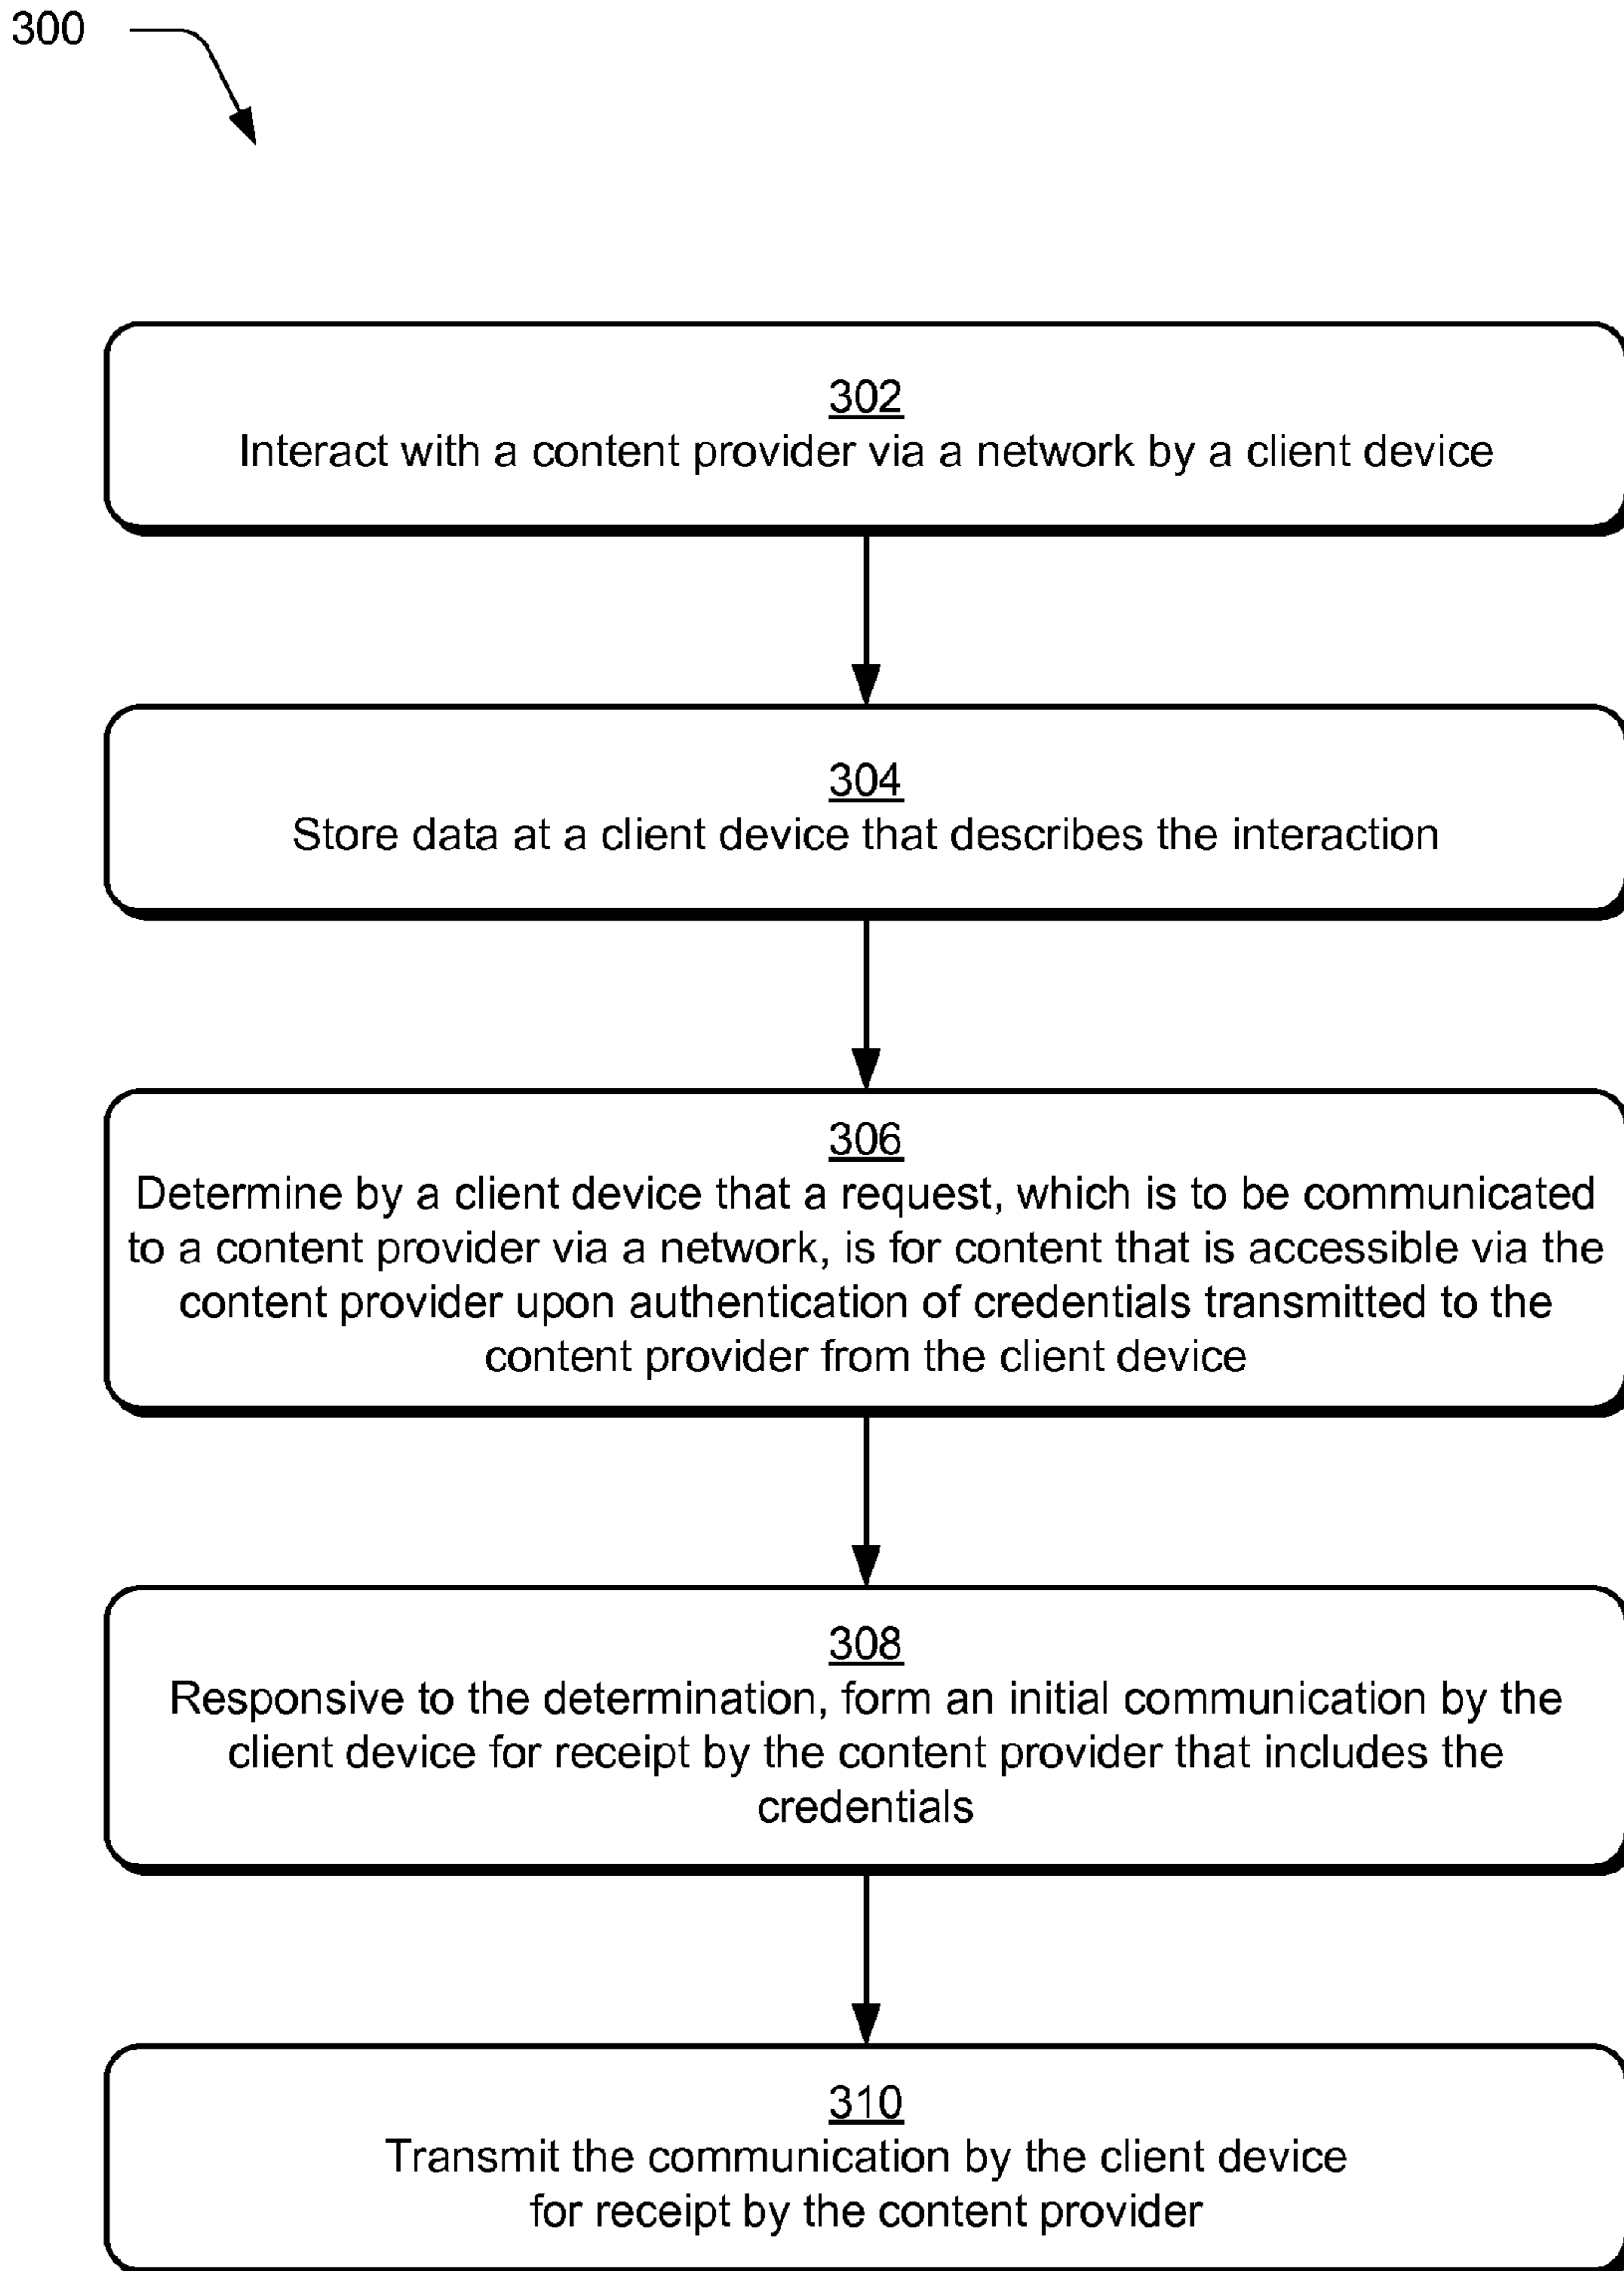 300
302
Interact with a content provider via a network by a client device
304
Store data at a client device that describes the interaction
306
Determine by a client device that a request, which is to be communicated
to a content provider via a network, is for content that is accessible via the
content provider upon authentication of credentials transmitted to the
content provider from the client device
308
Responsive to the determination, form an initial communication by the
client device for receipt by the content provider that includes the
credentials
310
Transmit the communication by the client device
for receipt by the content provider